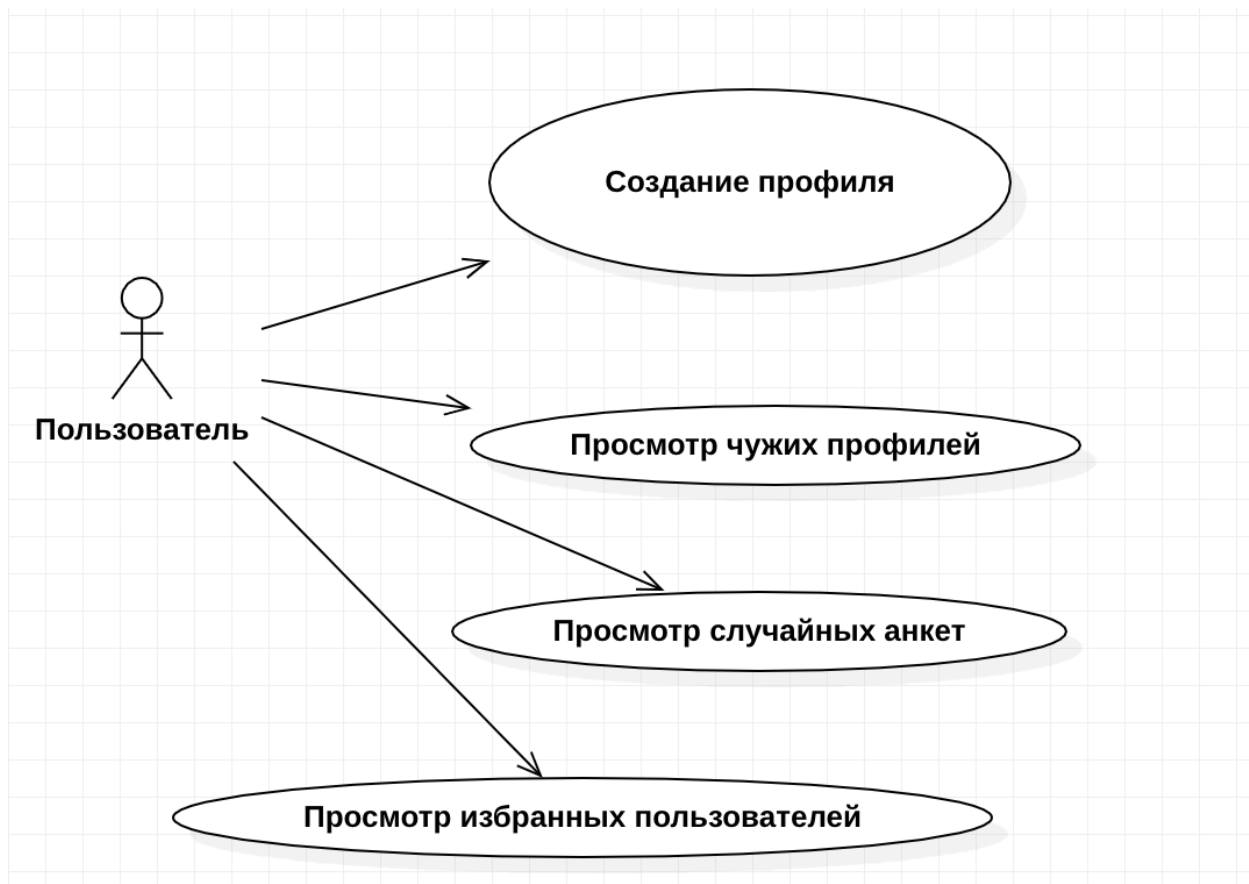 Создание профиля
Пользователь
Просмотр чужих профилей
Просмотр случайных анкет
Просмотр избранных пользователей